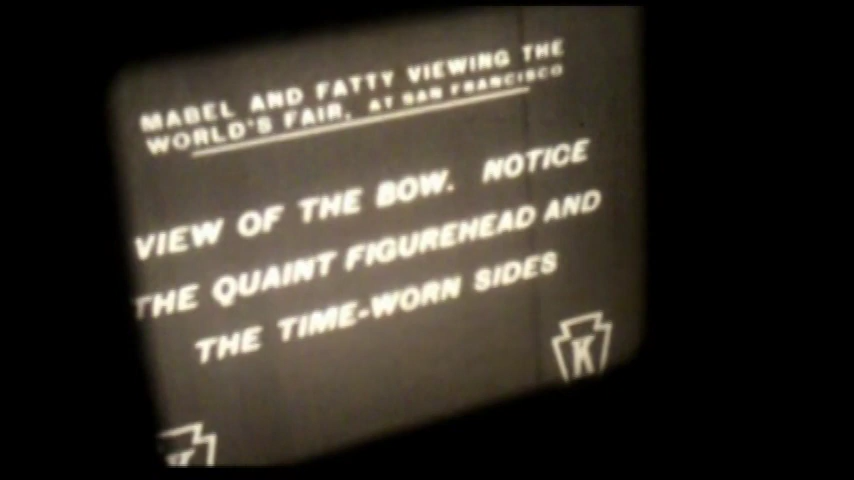 MABEL AND FATTY VIEWING THE
WORLD'S FAIR, AT SAN FRANCISCO
VIEW OF THE BOW. NOTICE
THE QUAINT FIGUREHEAD AND
THE TIME-WORN SIDES
K
K